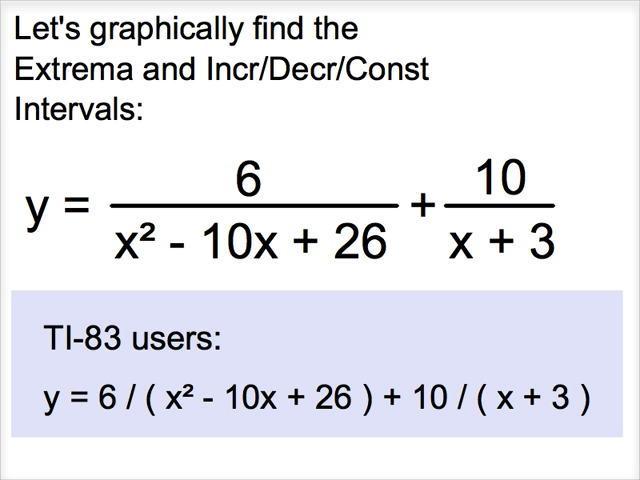 Let's graphically find the
Extrema and Incr/Decr/Const
Intervals:
y = 6 / x² - 10x + 26 + 10 / x + 3
TI-83 users:
y = 6 / ( x² - 10x + 26 ) + 10 / ( x + 3 )